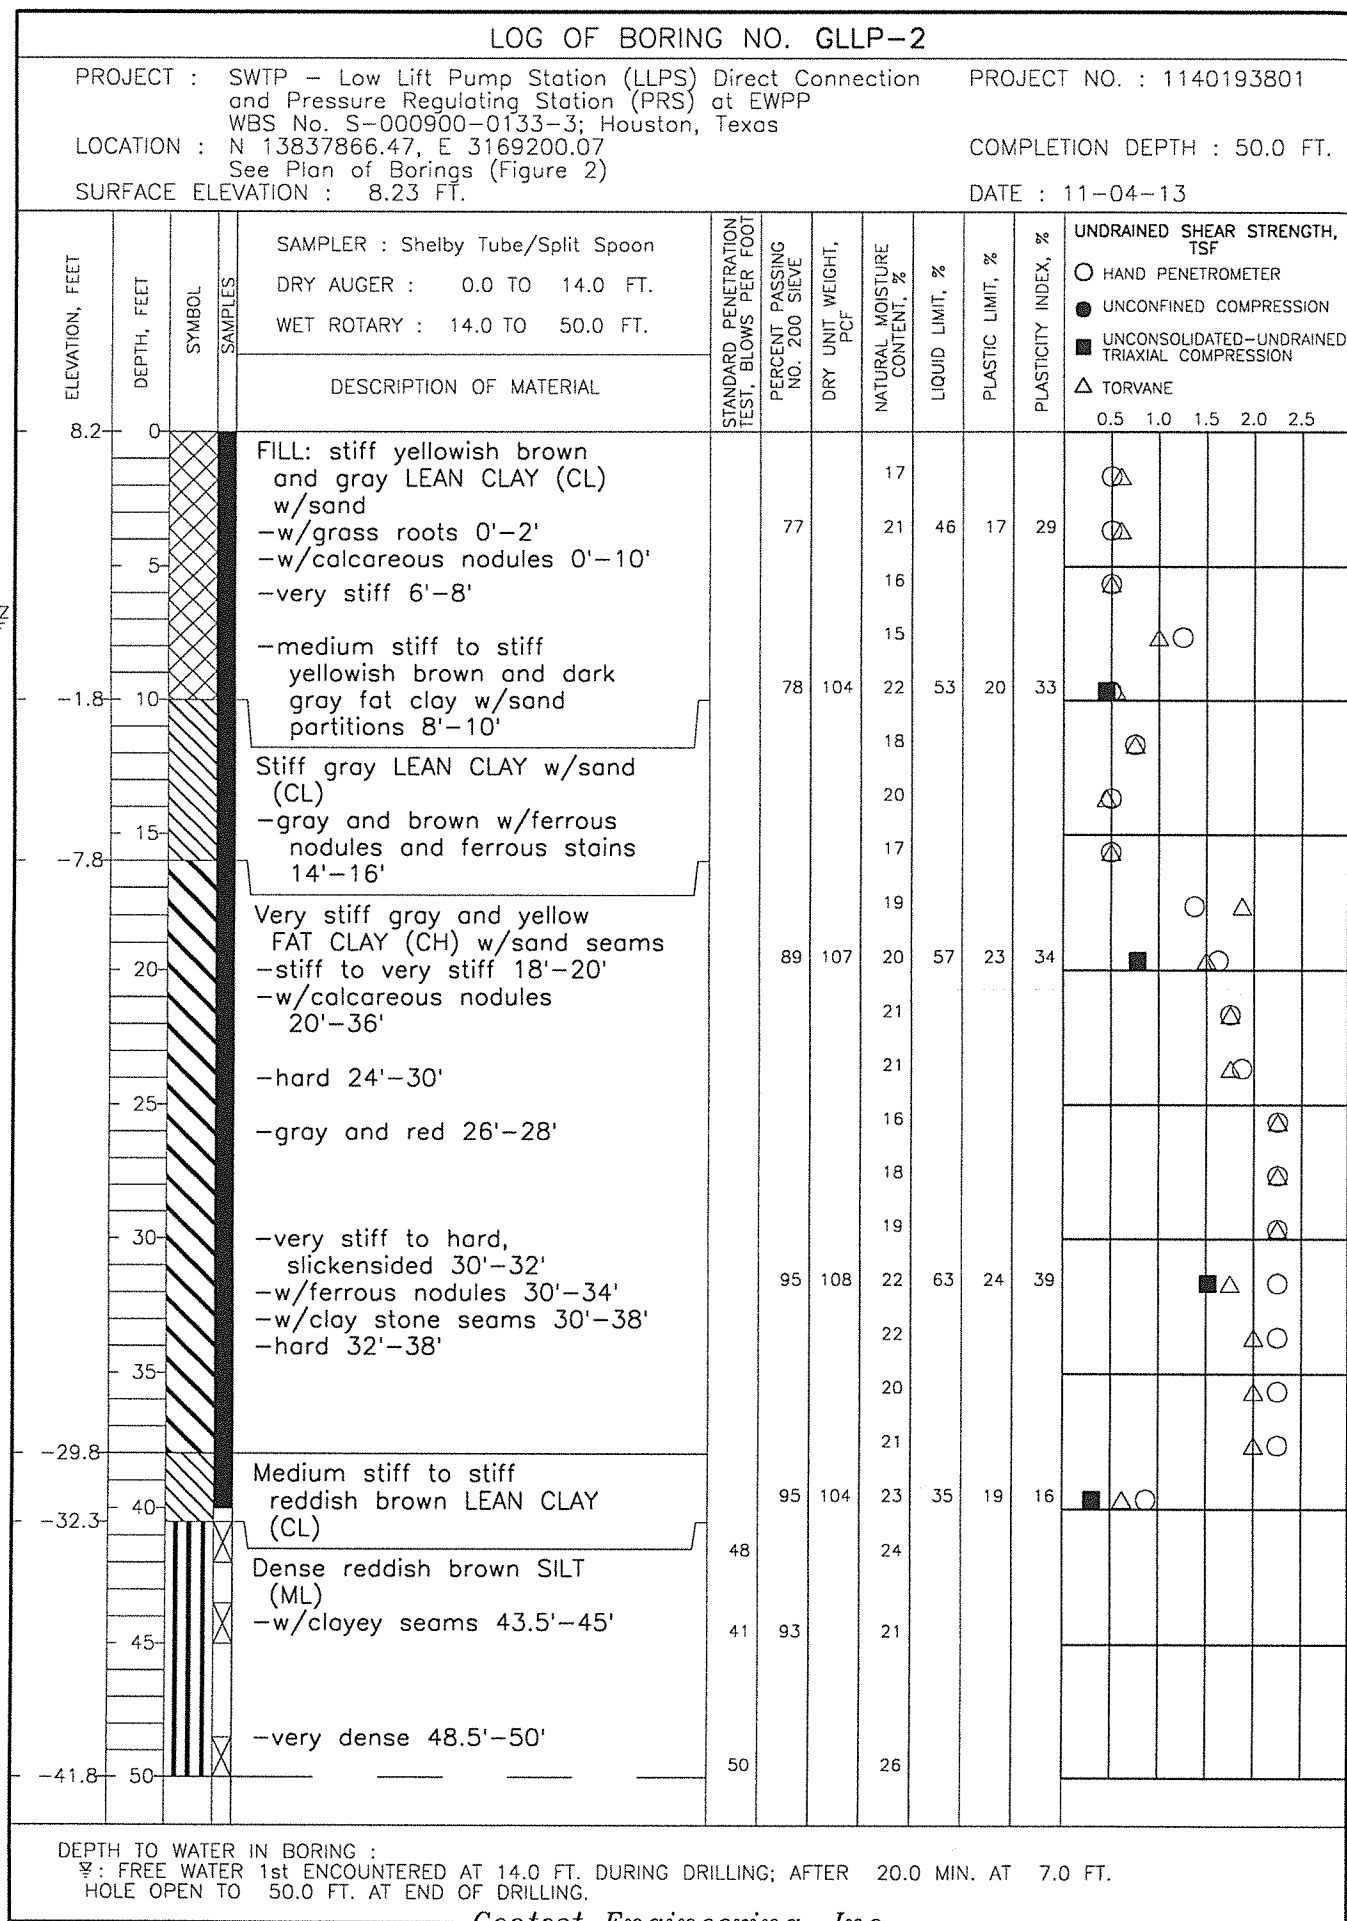 LOG OF BORING NO. GLLP-2
PROJECT : SWTP - Low Lift Pump Station (LLPS) Direct Connection PROJECT NO. : 1140193801
and Pressure Regulating Station (PRS) at EWPP
WBS No. S-000900-0133-3; Houston, Texas
LOCATION : N 13837866.47, E 3169200.07 COMPLETION DEPTH : 50.0 FT.
See Plan of Borings (Figure 2)
SURFACE ELEVATION : 8.23 FT. DATE : 11-04-13
ELEVATION, FEET
DEPTH, FEET
SYMBOL
SAMPLES
SAMPLER : Shelby Tube/Split Spoon
DRY AUGER : 0.0 TO 14.0 FT.
WET ROTARY : 14.0 TO 50.0 FT.
DESCRIPTION OF MATERIAL
STANDARD PENETRATION
TEST, BLOWS PER FOOT
PERCENT PASSING
NO. 200 SIEVE
DRY UNIT WEIGHT,
PCF
NATURAL MOISTURE
CONTENT, %
LIQUID LIMIT, %
PLASTIC LIMIT, %
PLASTICITY INDEX, %
UNDRAINED SHEAR STRENGTH,
TSF
HAND PENETROMETER
UNCONFINED COMPRESSION
UNCONSOLIDATED-UNDRAINED
TRIAXIAL COMPRESSION
TORVANE
0.5 1.0 1.5 2.0 2.5
8.2 0
FILL: stiff yellowish brown
and gray LEAN CLAY (CL)
17
w/sand
-w/grass roots 0'-2'
77 21 46 17 29
-w/calcareous nodules 0'-10'
5
16
-very stiff 6'-8'
15
-medium stiff to stiff
yellowish brown and dark
78 104 22 53 20 33
gray fat clay w/sand
-1.8 10
partitions 8'-10'
18
Stiff gray LEAN CLAY w/sand
(CL)
20
-gray and brown w/ferrous
15
nodules and ferrous stains
17
-7.8
14'-16'
19
Very stiff gray and yellow
FAT CLAY (CH) w/sand seams
89 107 20 57 23 34
20
-stiff to very stiff 18'-20'
-w/calcareous nodules
21
20'-36'
21
-hard 24'-30'
25
16
-gray and red 26'-28'
18
19
30
-very stiff to hard,
slickensided 30'-32'
95 108 22 63 24 39
-w/ferrous nodules 30'-34'
-w/clay stone seams 30'-38'
22
-hard 32'-38'
35
20
21
-29.8
Medium stiff to stiff
95 104 23 35 19 16
reddish brown LEAN CLAY
40
-32.3
(CL)
48 24
Dense reddish brown SILT
(ML)
-w/clayey seams 43.5'-45'
41 93 21
45
-very dense 48.5'-50'
50 26
-41.8 50
DEPTH TO WATER IN BORING :
: FREE WATER 1st ENCOUNTERED AT 14.0 FT. DURING DRILLING; AFTER 20.0 MIN. AT 7.0 FT.
HOLE OPEN TO 50.0 FT. AT END OF DRILLING.
Geotest Engineering, Inc.